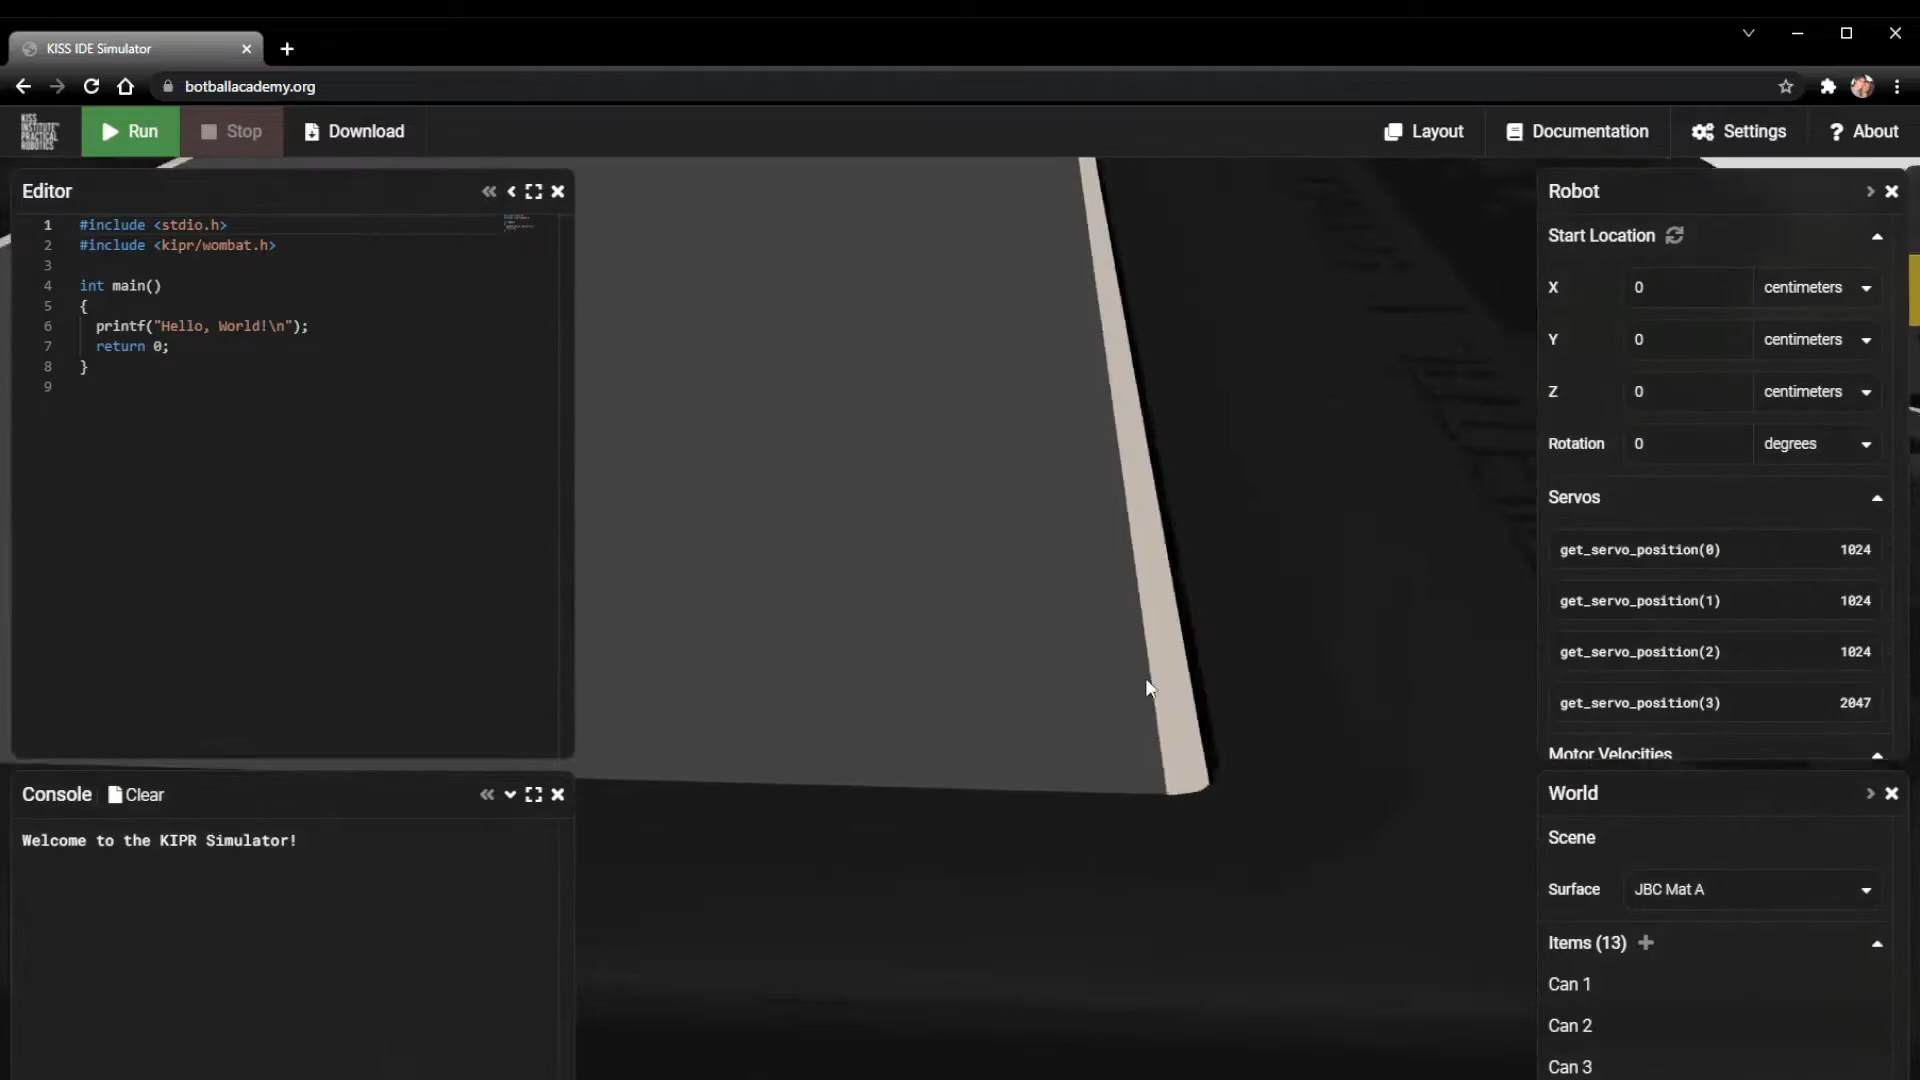 KISS IDE Simulator
botballacademy.org
KISS
INSTITUTE
PRACTICAL
ROBOTICS
Run
Stop
Download
Layout
Documentation
Settings
? About
Editor
1 #include <stdio.h>
2 #include <kipr/wombat.h>
3
4 int main()
5 {
6 printf("Hello, World!\n");
7 return 0;
8 }
9
Console
Clear
Welcome to the KIPR Simulator!
Robot
Start Location
X 0 centimeters
Y 0 centimeters
Z 0 centimeters
Rotation 0 degrees
Servos
get_servo_position(0) 1024
get_servo_position(1) 1024
get_servo_position(2) 1024
get_servo_position(3) 2047
Motor Velocities
World
Scene
Surface JBC Mat A
Items (13)
Can 1
Can 2
Can 3